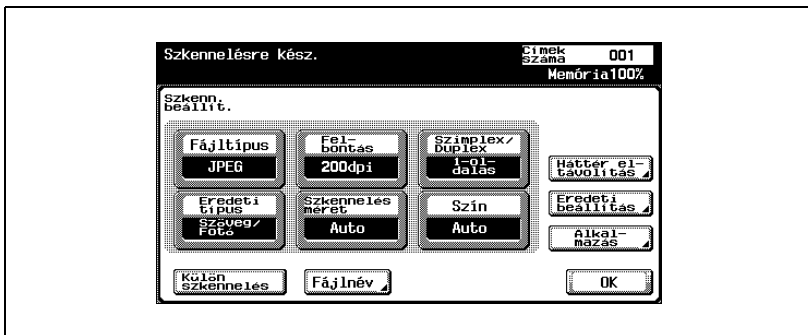 Szkennelésre kész.
Címek száma 001
Memória100%
Szkenn.
beállít.
Fájltípus
JPEG
Fel-
bontás
200dpi
Szimplex/
Duplex
1-ol-
dalas
Háttér el-
távolítás
Eredeti
típus
Szöveg/
Fotó
Szkennelés
méret
Auto
Szín
Auto
Eredeti
beállítás
Alkal-
mazás
Külön
szkennelés
Fájlnév
OK